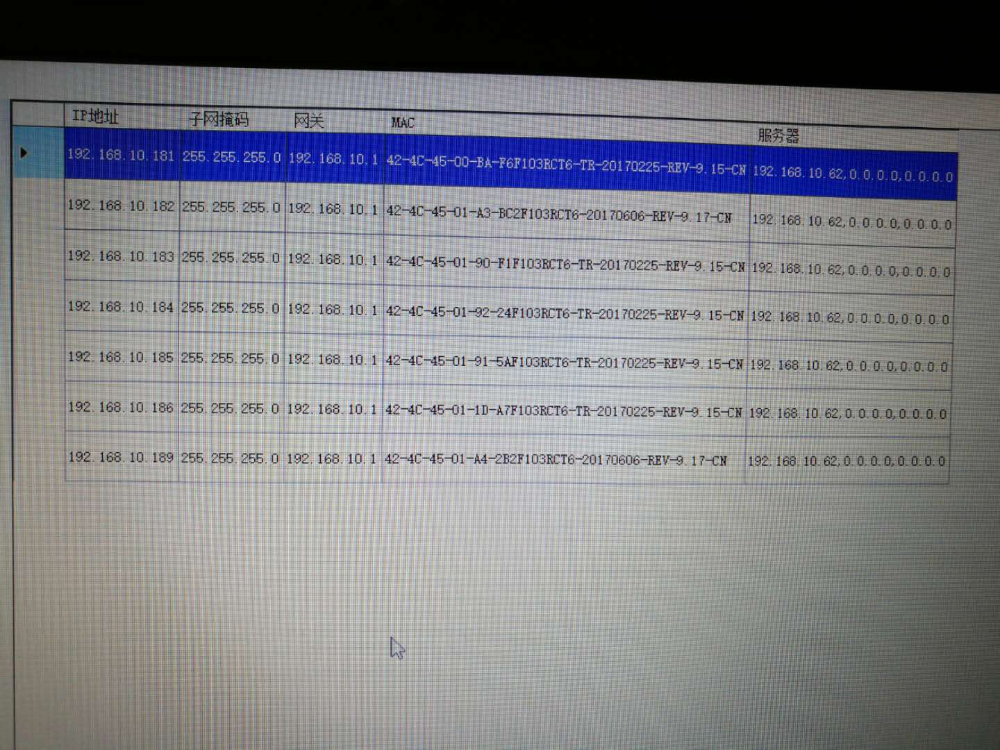 IP地址 子网掩码 网关 MAC 服务器
192.168.10.181 255.255.255.0 192.168.10.1 42-4C-45-00-BA-F6F103RCT6-TR-20170225-REV-9.15-CN 192.168.10.62,0.0.0.0,0.0.0.0
192.168.10.182 255.255.255.0 192.168.10.1 42-4C-45-01-A3-BC2F103RCT6-20170606-REV-9.17-CN 192.168.10.62,0.0.0.0,0.0.0.0
192.168.10.183 255.255.255.0 192.168.10.1 42-4C-45-01-90-F1F103RCT6-TR-20170225-REV-9.15-CN 192.168.10.62,0.0.0.0,0.0.0.0
192.168.10.184 255.255.255.0 192.168.10.1 42-4C-45-01-92-24F103RCT6-TR-20170225-REV-9.15-CN 192.168.10.62,0.0.0.0,0.0.0.0
192.168.10.185 255.255.255.0 192.168.10.1 42-4C-45-01-91-5AF103RCT6-TR-20170225-REV-9.15-CN 192.168.10.62,0.0.0.0,0.0.0.0
192.168.10.186 255.255.255.0 192.168.10.1 42-4C-45-01-1D-A7F103RCT6-TR-20170225-REV-9.15-CN 192.168.10.62,0.0.0.0,0.0.0.0
192.168.10.189 255.255.255.0 192.168.10.1 42-4C-45-01-A4-2B2F103RCT6-20170606-REV-9.17-CN 192.168.10.62,0.0.0.0,0.0.0.0